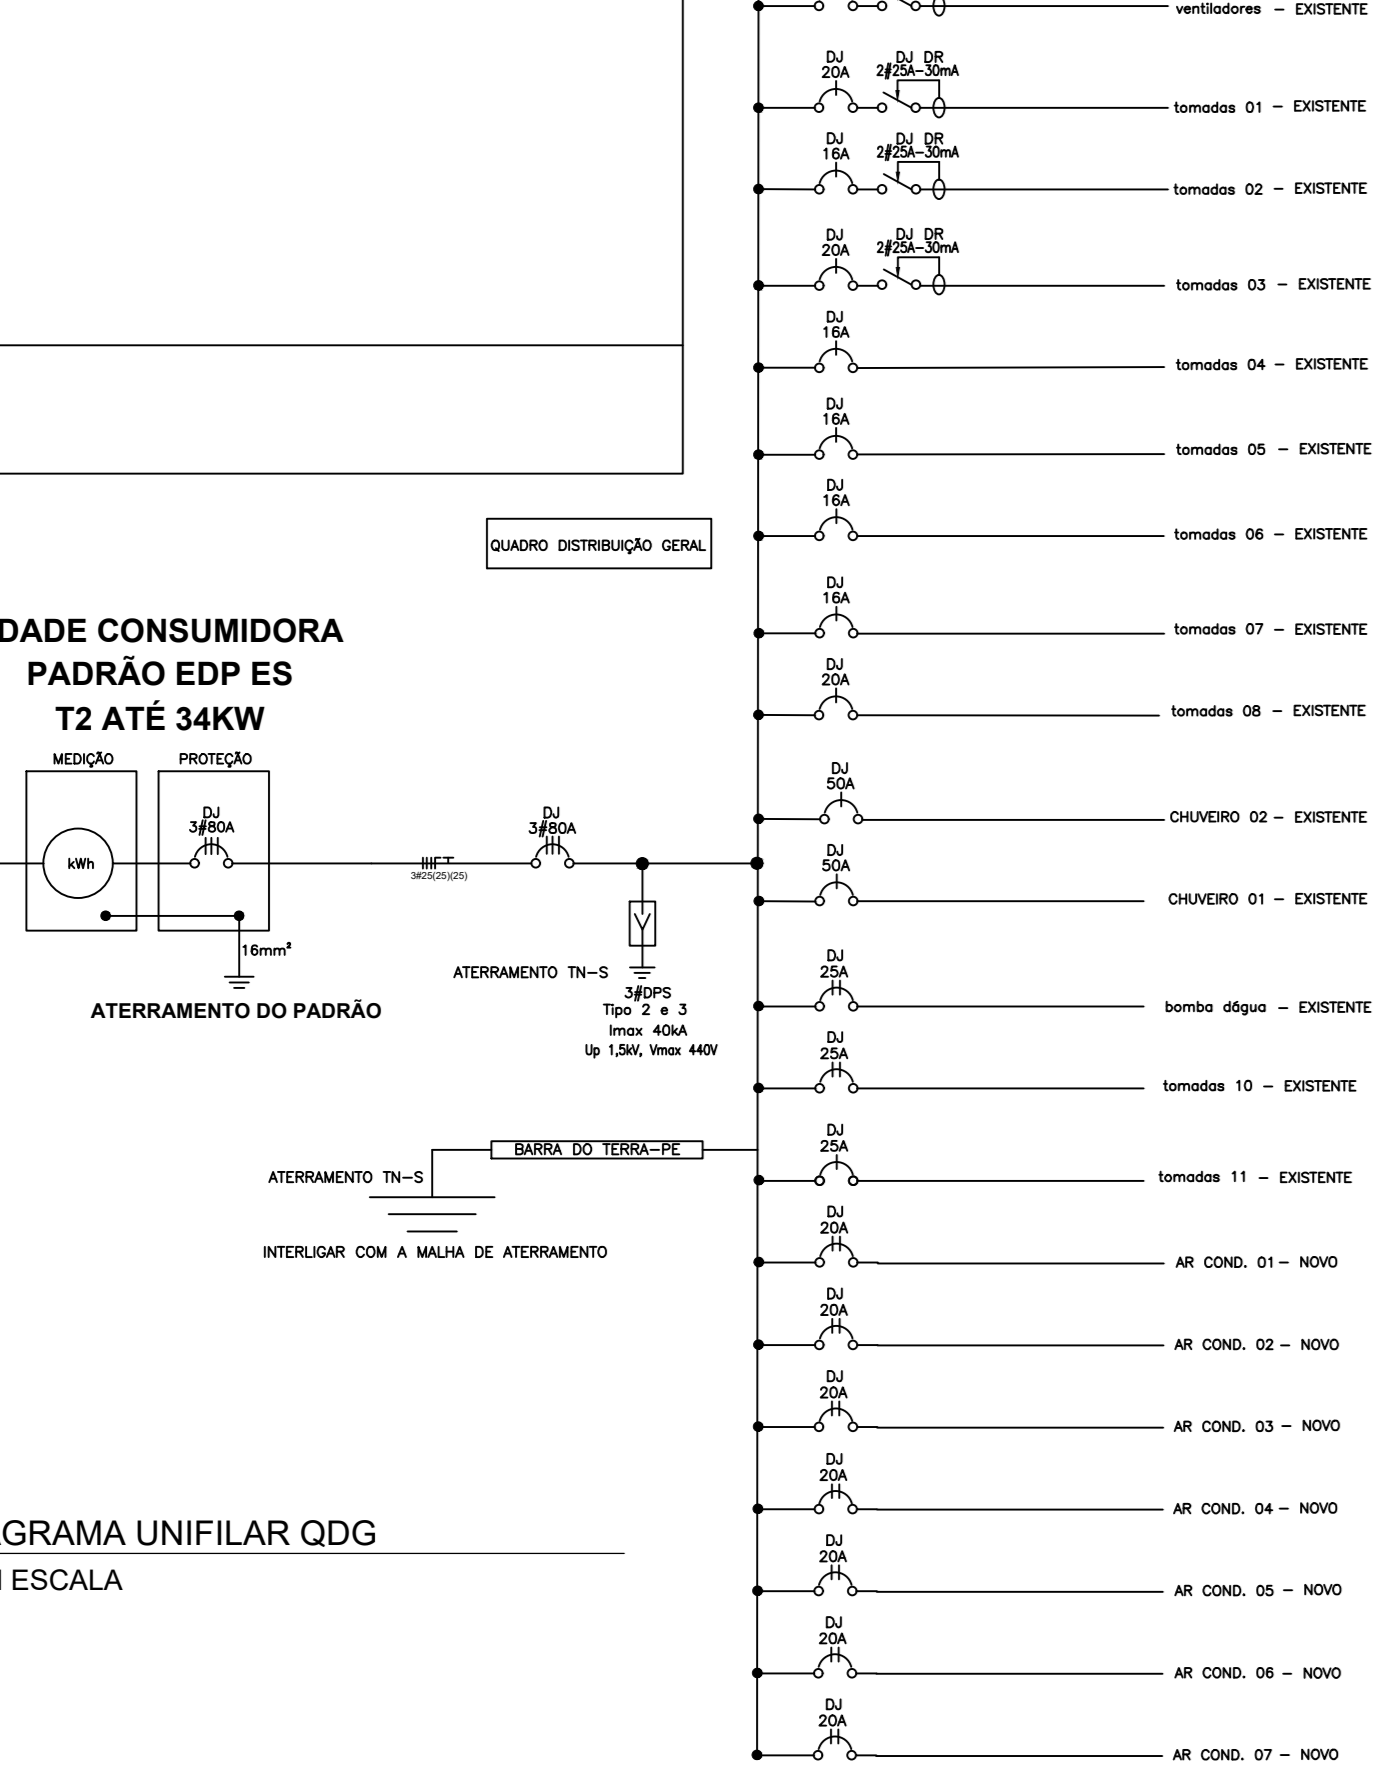 ventiladores – EXISTENTE
DJ
20A
DJ DR
2#25A–30mA
tomadas 01 – EXISTENTE
DJ
16A
DJ DR
2#25A–30mA
tomadas 02 – EXISTENTE
DJ
20A
DJ DR
2#25A–30mA
tomadas 03 – EXISTENTE
DJ
16A
tomadas 04 – EXISTENTE
DJ
16A
tomadas 05 – EXISTENTE
DJ
16A
tomadas 06 – EXISTENTE
DJ
16A
tomadas 07 – EXISTENTE
DJ
20A
tomadas 08 – EXISTENTE
DJ
50A
CHUVEIRO 02 – EXISTENTE
DJ
50A
CHUVEIRO 01 – EXISTENTE
DJ
25A
bomba dágua – EXISTENTE
DJ
25A
tomadas 10 – EXISTENTE
DJ
25A
tomadas 11 – EXISTENTE
DJ
20A
AR COND. 01 – NOVO
DJ
20A
AR COND. 02 – NOVO
DJ
20A
AR COND. 03 – NOVO
DJ
20A
AR COND. 04 – NOVO
DJ
20A
AR COND. 05 – NOVO
DJ
20A
AR COND. 06 – NOVO
DJ
20A
AR COND. 07 – NOVO
QUADRO DISTRIBUIÇÃO GERAL
DADE CONSUMIDORA
PADRÃO EDP ES
T2 ATÉ 34KW
MEDIÇÃO
PROTEÇÃO
kWh
DJ
3#80A
3#25(25)(25)
DJ
3#80A
16mm²
ATERRAMENTO DO PADRÃO
ATERRAMENTO TN–S
3#DPS
Tipo 2 e 3
Imax 40kA
Up 1,5kV, Vmax 440V
BARRA DO TERRA–PE
ATERRAMENTO TN–S
INTERLIGAR COM A MALHA DE ATERRAMENTO
AGRAMA UNIFILAR QDG
ESCALA